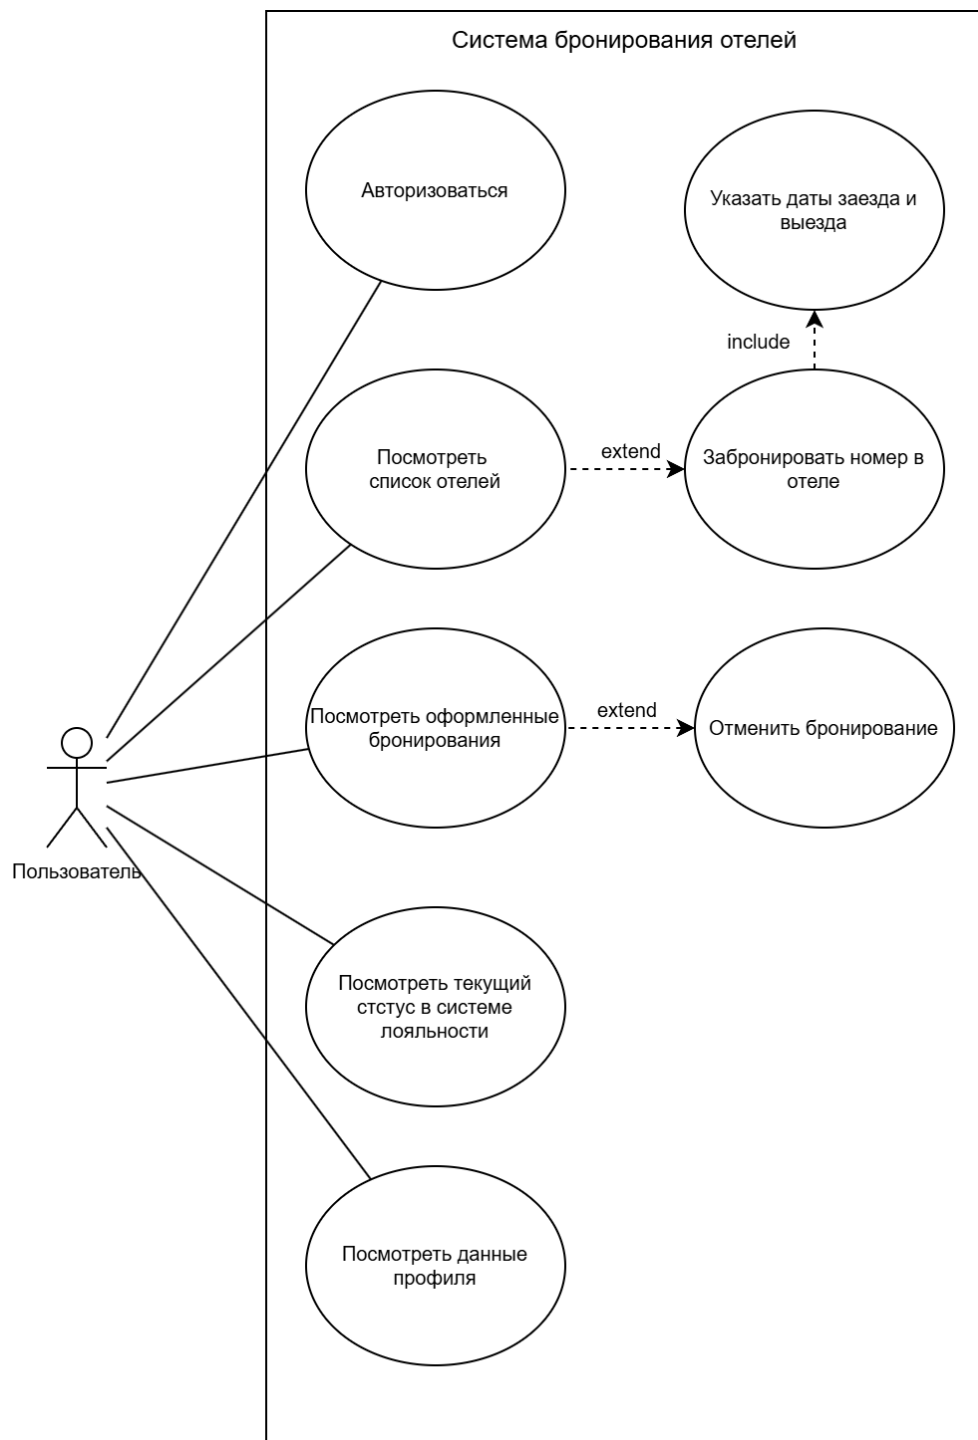 Система бронирования отелей
Авторизоваться
Указать даты заезда и
выезда
include
Посмотреть
список отелей
extend
Забронировать номер в
отеле
Посмотреть оформленные
бронирования
extend
Отменить бронирование
Пользователь
Посмотреть текущий
стстус в системе
лояльности
Посмотреть данные
профиля